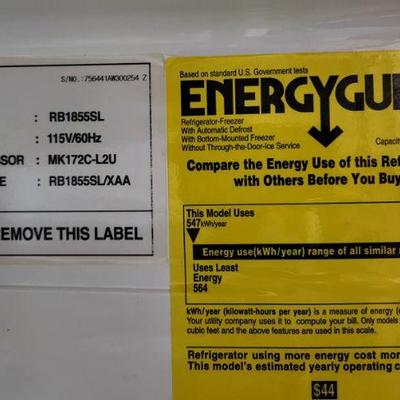 S/NO.: 756441AW300254 Z
: RB1855SL
: 115V/60Hz
SSOR : MK172C-L2U
E : RB1855SL/XAA
REMOVE THIS LABEL
Based on standard U.S. Government tests
ENERGYGUI
Refrigerator-Freezer
With Automatic Defrost
With Bottom-Mounted Freezer
Without Through-the-Door-Ice Service
Capacity
Compare the Energy Use of this Ref
with Others Before You Buy
This Model Uses
547kWh/year
Energy use(kWh/year) range of all similar
Uses Least
Energy
564
kWh/year (kilowatt-hours per year) is a measure of energy (
Your utility company uses it to compute your bill. Only models
cubic feet and the above features are used in this scale.
Refrigerator using more energy cost mor
This model's estimated yearly operating c
$44